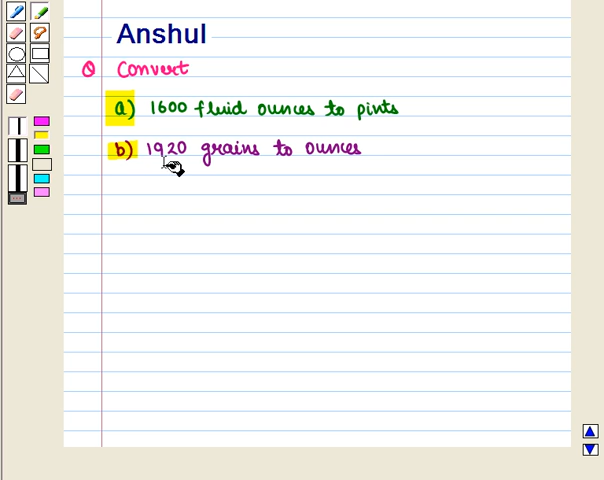 Anshul
Q Convert
a) 1600 fluid ounces to pints
b) 1920 grains to ounces